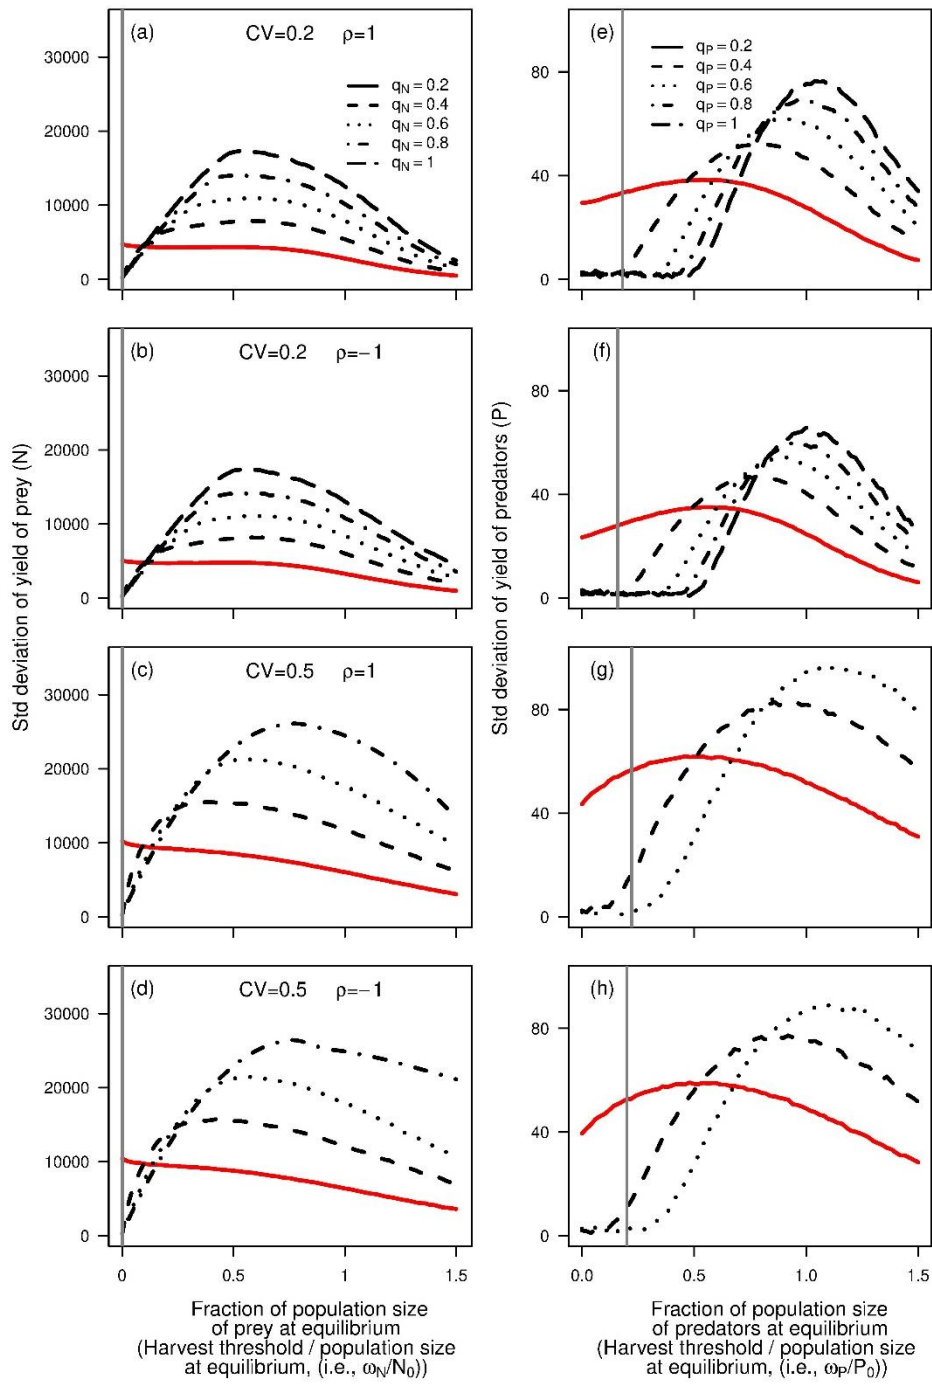 (a) CV=0.2 ρ=1
30000
20000
10000
0
qN = 0.2
qN = 0.4
qN = 0.6
qN = 0.8
qN = 1
(e)
80
40
0
qP = 0.2
qP = 0.4
qP = 0.6
qP = 0.8
qP = 1
(b) CV=0.2 ρ=−1
30000
20000
10000
0
(f)
80
40
0
Std deviation of yield of prey (N)
Std deviation of yield of predators (P)
(c) CV=0.5 ρ=1
30000
20000
10000
0
(g)
80
40
0
(d) CV=0.5 ρ=−1
30000
20000
10000
0
(h)
80
40
0
0 0.5 1 1.5
0.0 0.5 1.0 1.5
Fraction of population size
of prey at equilibrium
(Harvest threshold / population size
at equilibrium, (i.e., ωN/N0))
Fraction of population size
of predators at equilibrium
(Harvest threshold / population size
at equilibrium, (i.e., ωP/P0))